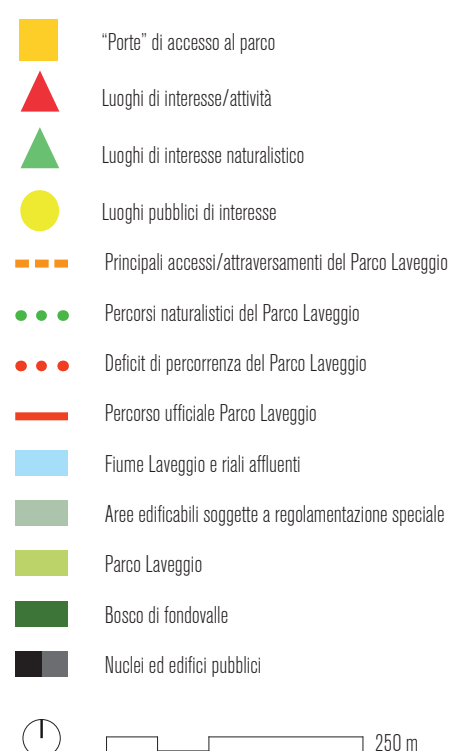 “Porte” di accesso al parco
Luoghi di interesse/attività
Luoghi di interesse naturalistico
Luoghi pubblici di interesse
Principali accessi/attraversamenti del Parco Laveggio
Percorsi naturalistici del Parco Laveggio
Deficit di percorrenza del Parco Laveggio
Percorso ufficiale Parco Laveggio
Fiume Laveggio e riali affluenti
Aree edificabili soggette a regolamentazione speciale
Parco Laveggio
Bosco di fondovalle
Nuclei ed edifici pubblici
250 m